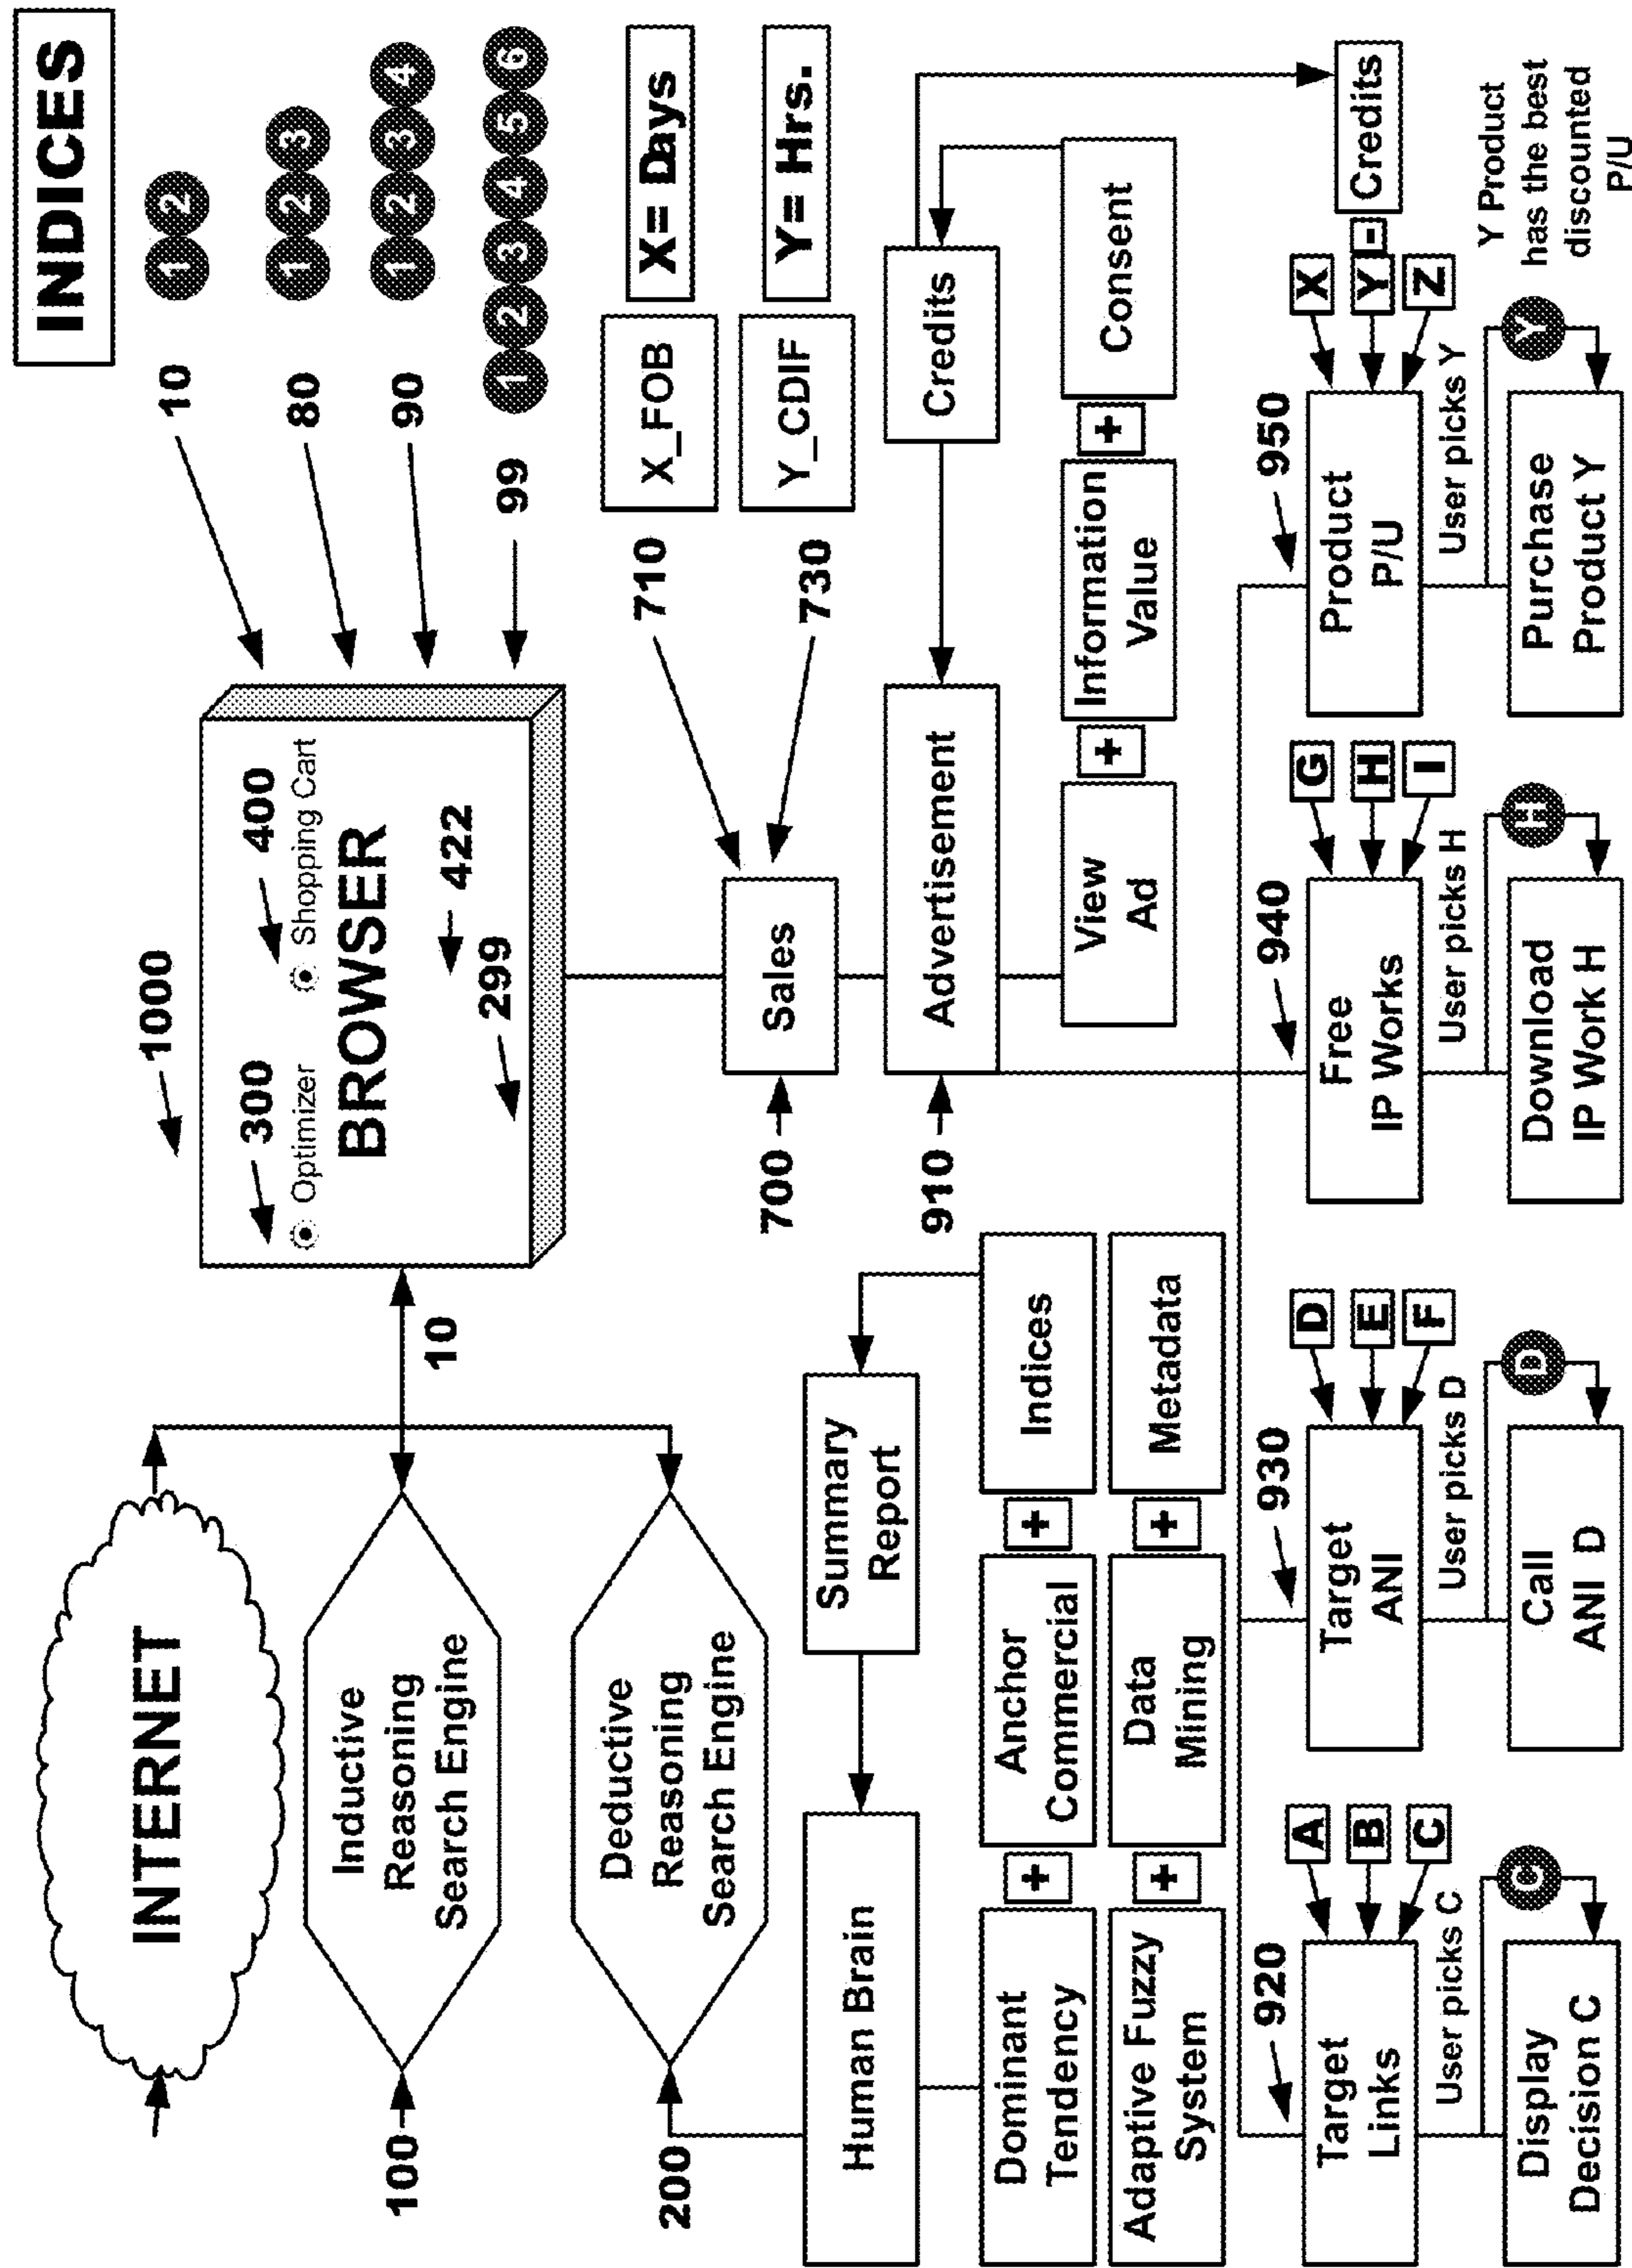 INTERNET
1000
INDICES
300
400
10
1
2
Optimizer
Shopping Cart
BROWSER
80
1
2
3
100
Inductive
Reasoning
Search Engine
10
422
90
1
2
3
4
299
99
1
2
3
4
5
6
200
Deductive
Reasoning
Search Engine
710
X_FOB
X= Days
700
Sales
730
Y_CDIF
Y= Hrs.
Human Brain
Summary
Report
910
Advertisement
Credits
Dominant
Tendency
+
Anchor
Commercial
+
Indices
View
Ad
+
Information
Value
+
Consent
Adaptive Fuzzy
System
+
Data
Mining
+
Metadata
920
Target
Links
A
B
C
930
Target
ANI
D
E
F
940
Free
IP Works
G
H
I
950
Product
P/U
X
Y
Z
-
Credits
User picks C
User picks D
User picks H
User picks Y
C
D
H
Y
Display
Decision C
Call
ANI D
Download
IP Work H
Purchase
Product Y
Y Product
has the best
discounted
P/U